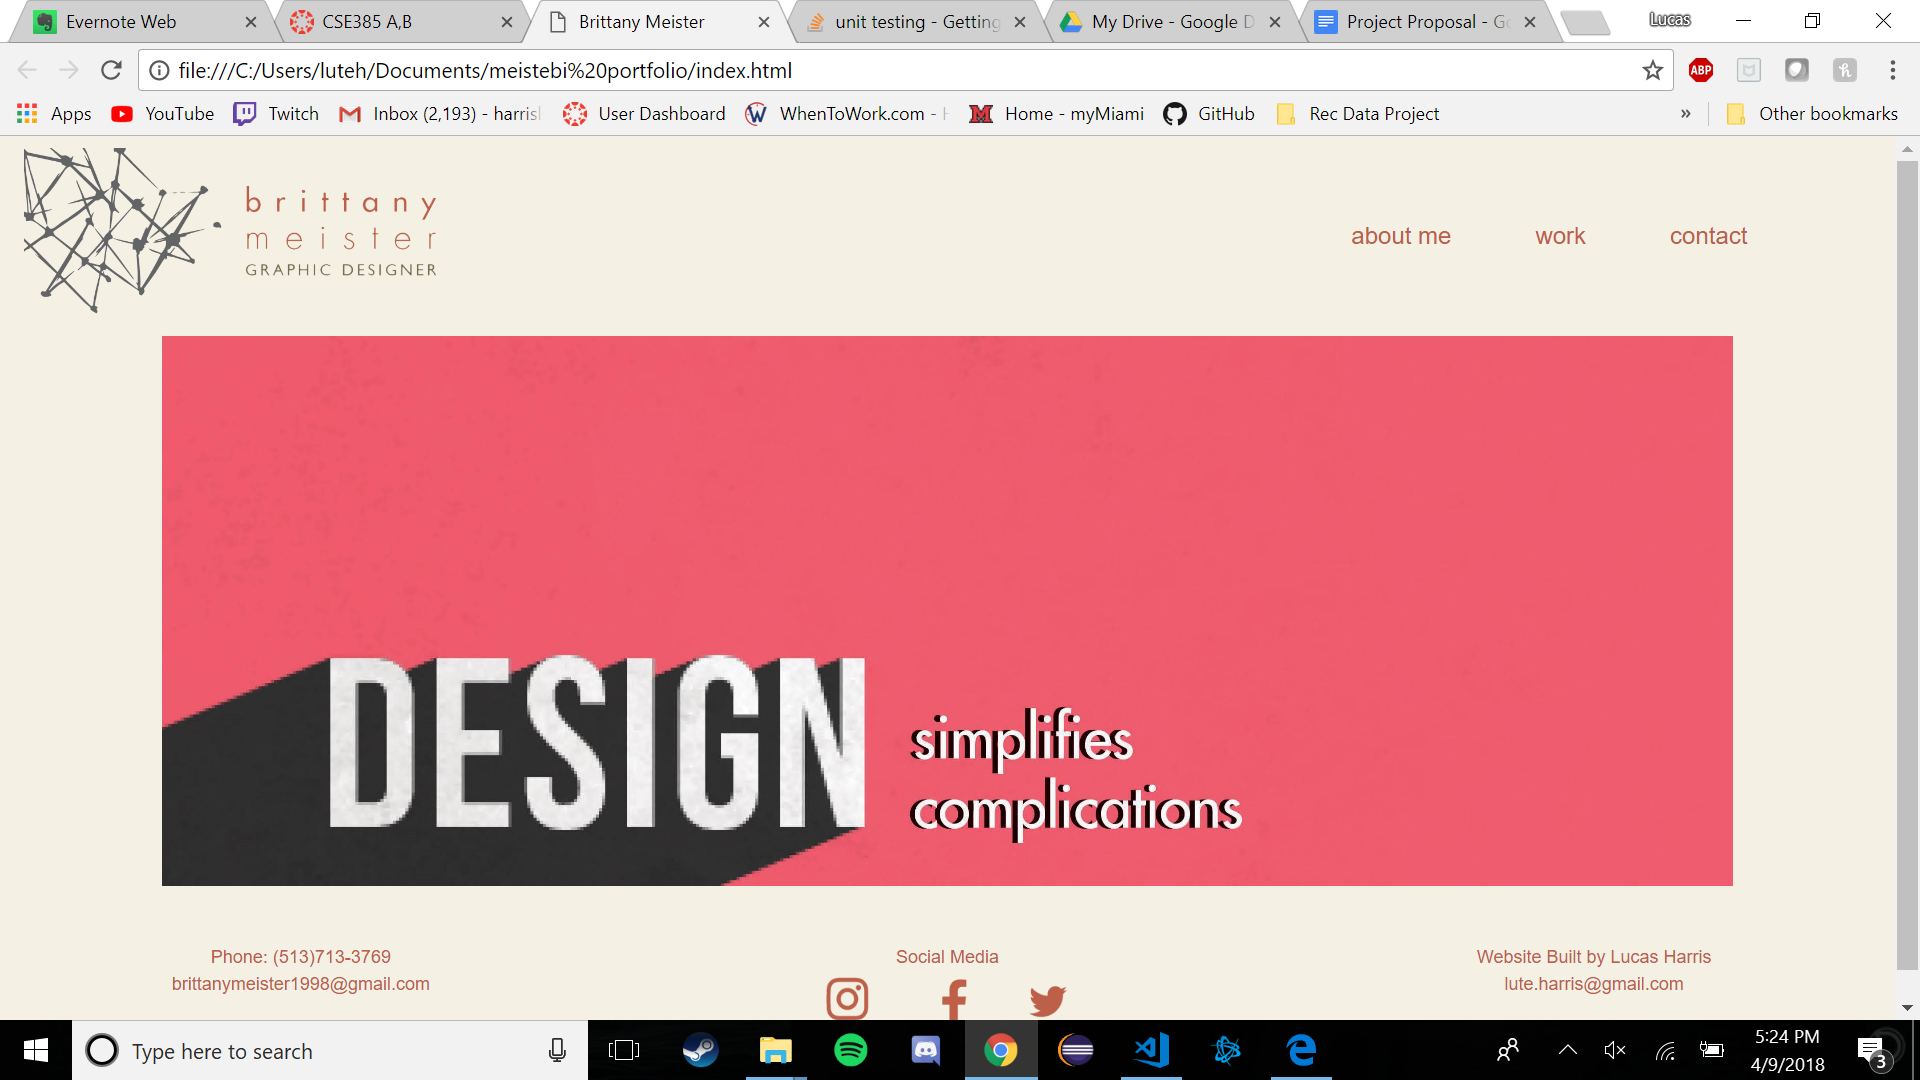 Evernote Web
CSE385 A,B
Brittany Meister
unit testing - Getting
My Drive - Google D
Project Proposal - Go
Lucas
file:///C:/Users/luteh/Documents/meistebi%20portfolio/index.html
ABP
Apps
YouTube
Twitch
Inbox (2,193) - harrisl
User Dashboard
WhenToWork.com - H
Home - myMiami
GitHub
Rec Data Project
»
Other bookmarks
brittany
meister
GRAPHIC DESIGNER
about me
work
contact
DESIGN
simplifies
complications
Phone: (513)713-3769
brittanymeister1998@gmail.com
Social Media
Website Built by Lucas Harris
lute.harris@gmail.com
Type here to search
5:24 PM
4/9/2018
3